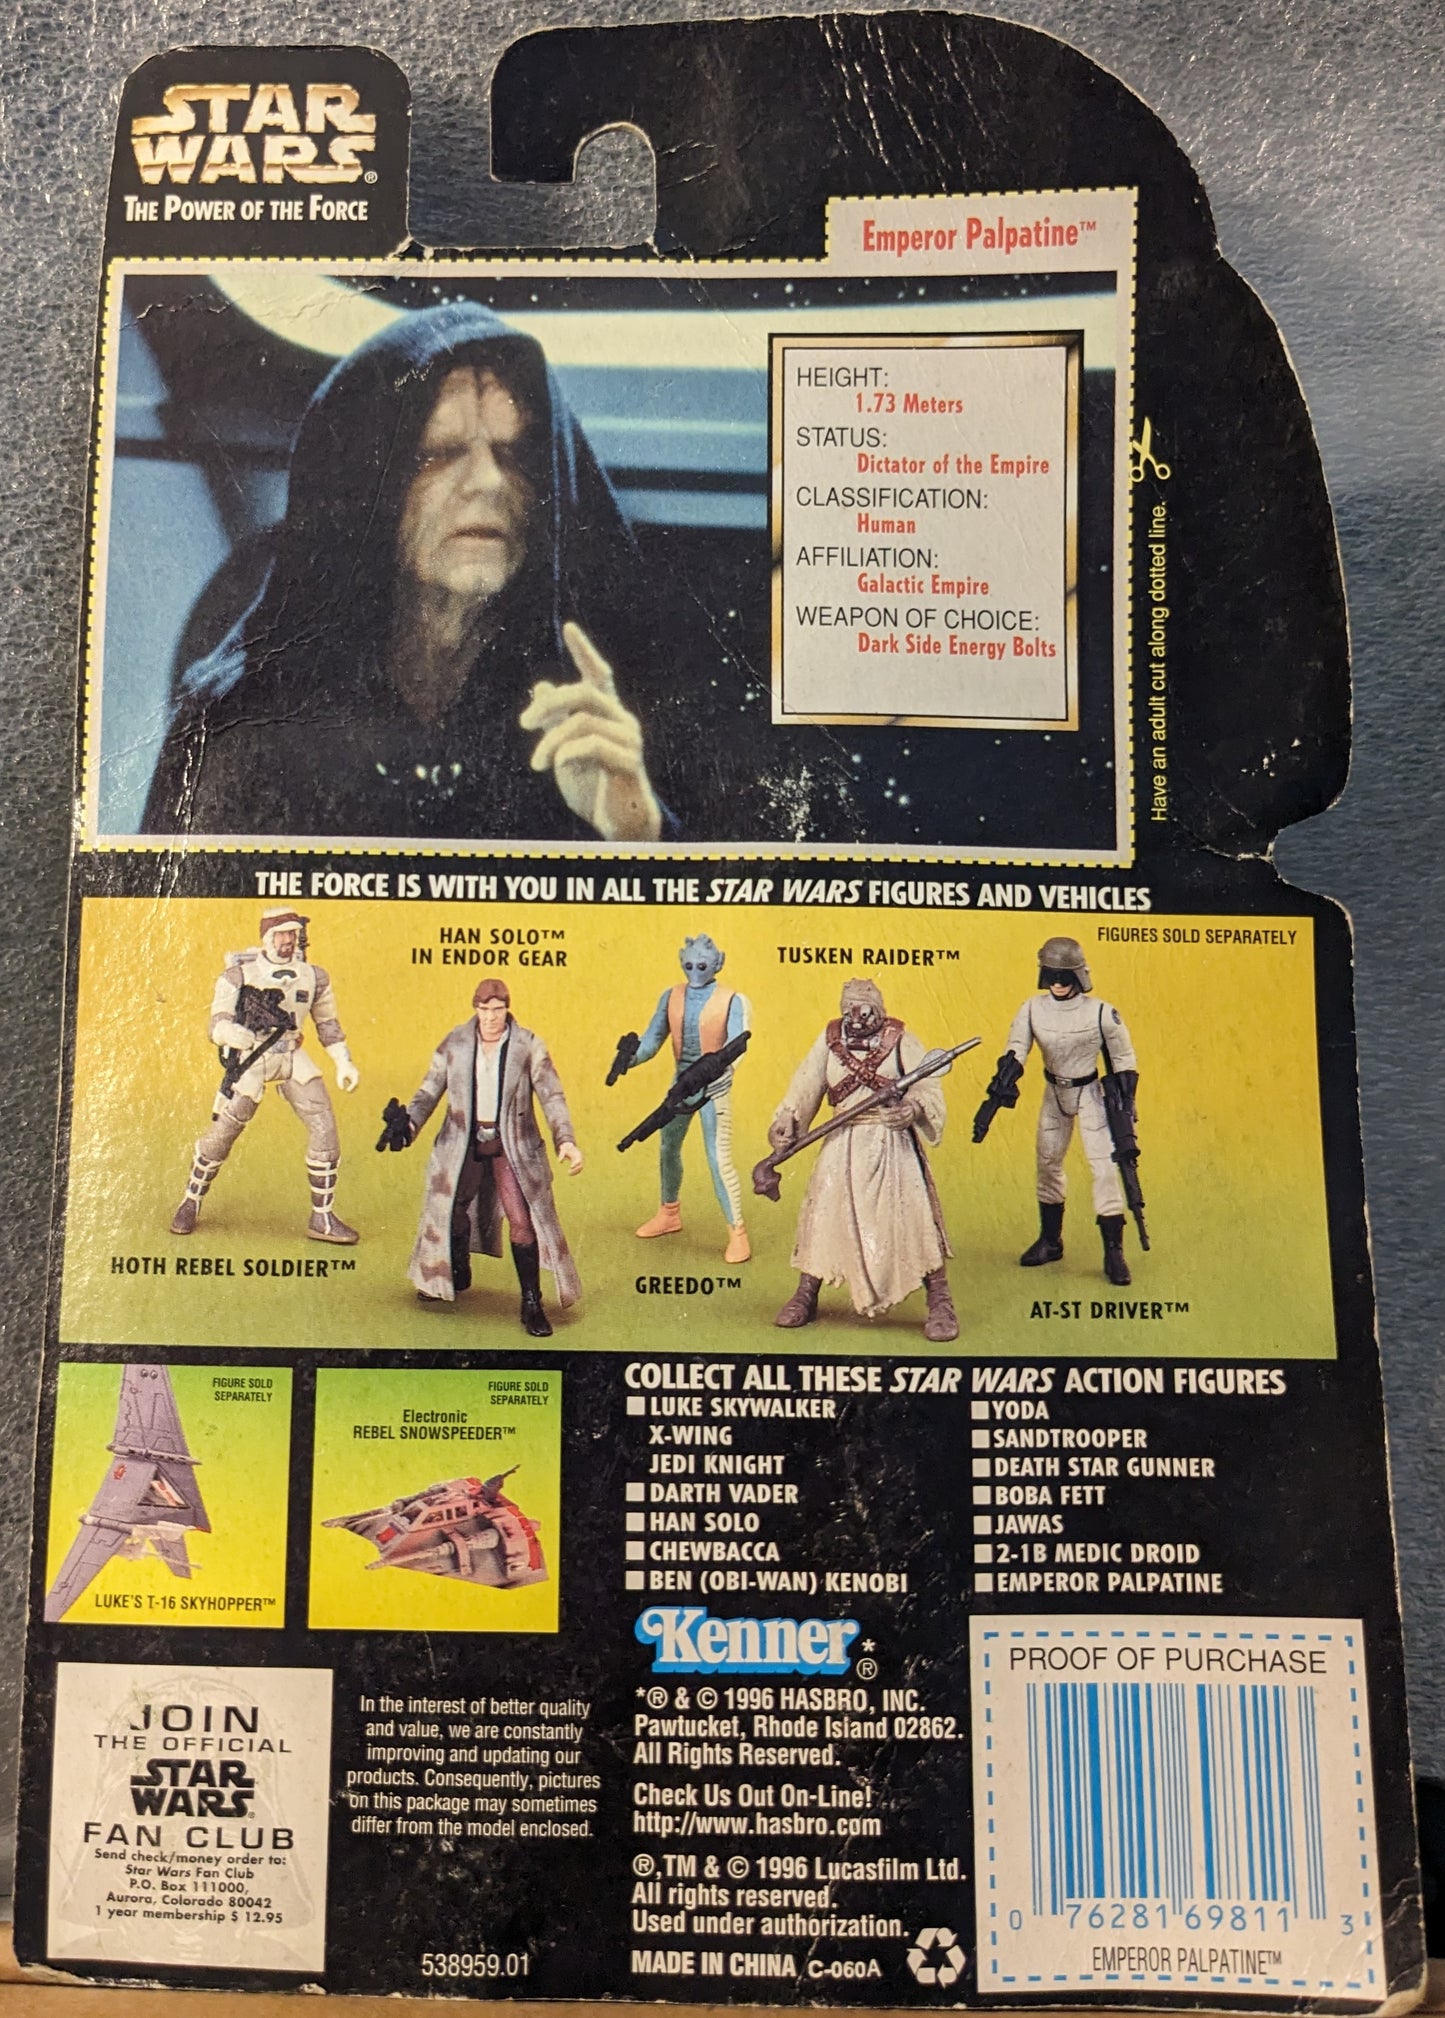 STAR
WARS®
THE POWER OF THE FORCE
Emperor Palpatine™
HEIGHT:
1.73 Meters
STATUS:
Dictator of the Empire
CLASSIFICATION:
Human
AFFILIATION:
Galactic Empire
WEAPON OF CHOICE:
Dark Side Energy Bolts
Have an adult cut along dotted line.
THE FORCE IS WITH YOU IN ALL THE STAR WARS FIGURES AND VEHICLES
FIGURES SOLD SEPARATELY
HAN SOLO™
IN ENDOR GEAR
TUSKEN RAIDER™
HOTH REBEL SOLDIER™
GREEDO™
AT-ST DRIVER™
FIGURE SOLD
SEPARATELY
LUKE'S T-16 SKYHOPPER™
FIGURE SOLD
SEPARATELY
Electronic
REBEL SNOWSPEEDER™
COLLECT ALL THESE STAR WARS ACTION FIGURES
LUKE SKYWALKER
X-WING
JEDI KNIGHT
DARTH VADER
HAN SOLO
CHEWBACCA
BEN (OBI-WAN) KENOBI
YODA
SANDTROOPER
DEATH STAR GUNNER
BOBA FETT
JAWAS
2-1B MEDIC DROID
EMPEROR PALPATINE
JOIN
THE OFFICIAL
STAR
WARS®
FAN CLUB
Send check/money order to:
Star Wars Fan Club
P.O. Box 111000,
Aurora, Colorado 80042
1 year membership $ 12.95
In the interest of better quality
and value, we are constantly
improving and updating our
products. Consequently, pictures
on this package may sometimes
differ from the model enclosed.
538959.01
Kenner*®
*® & © 1996 HASBRO, INC.
Pawtucket, Rhode Island 02862.
All Rights Reserved.
Check Us Out On-Line!
http://www.hasbro.com
®,TM & © 1996 Lucasfilm Ltd.
All rights reserved.
Used under authorization.
MADE IN CHINA C-060A
PROOF OF PURCHASE
0 76281 69811 3
EMPEROR PALPATINE™